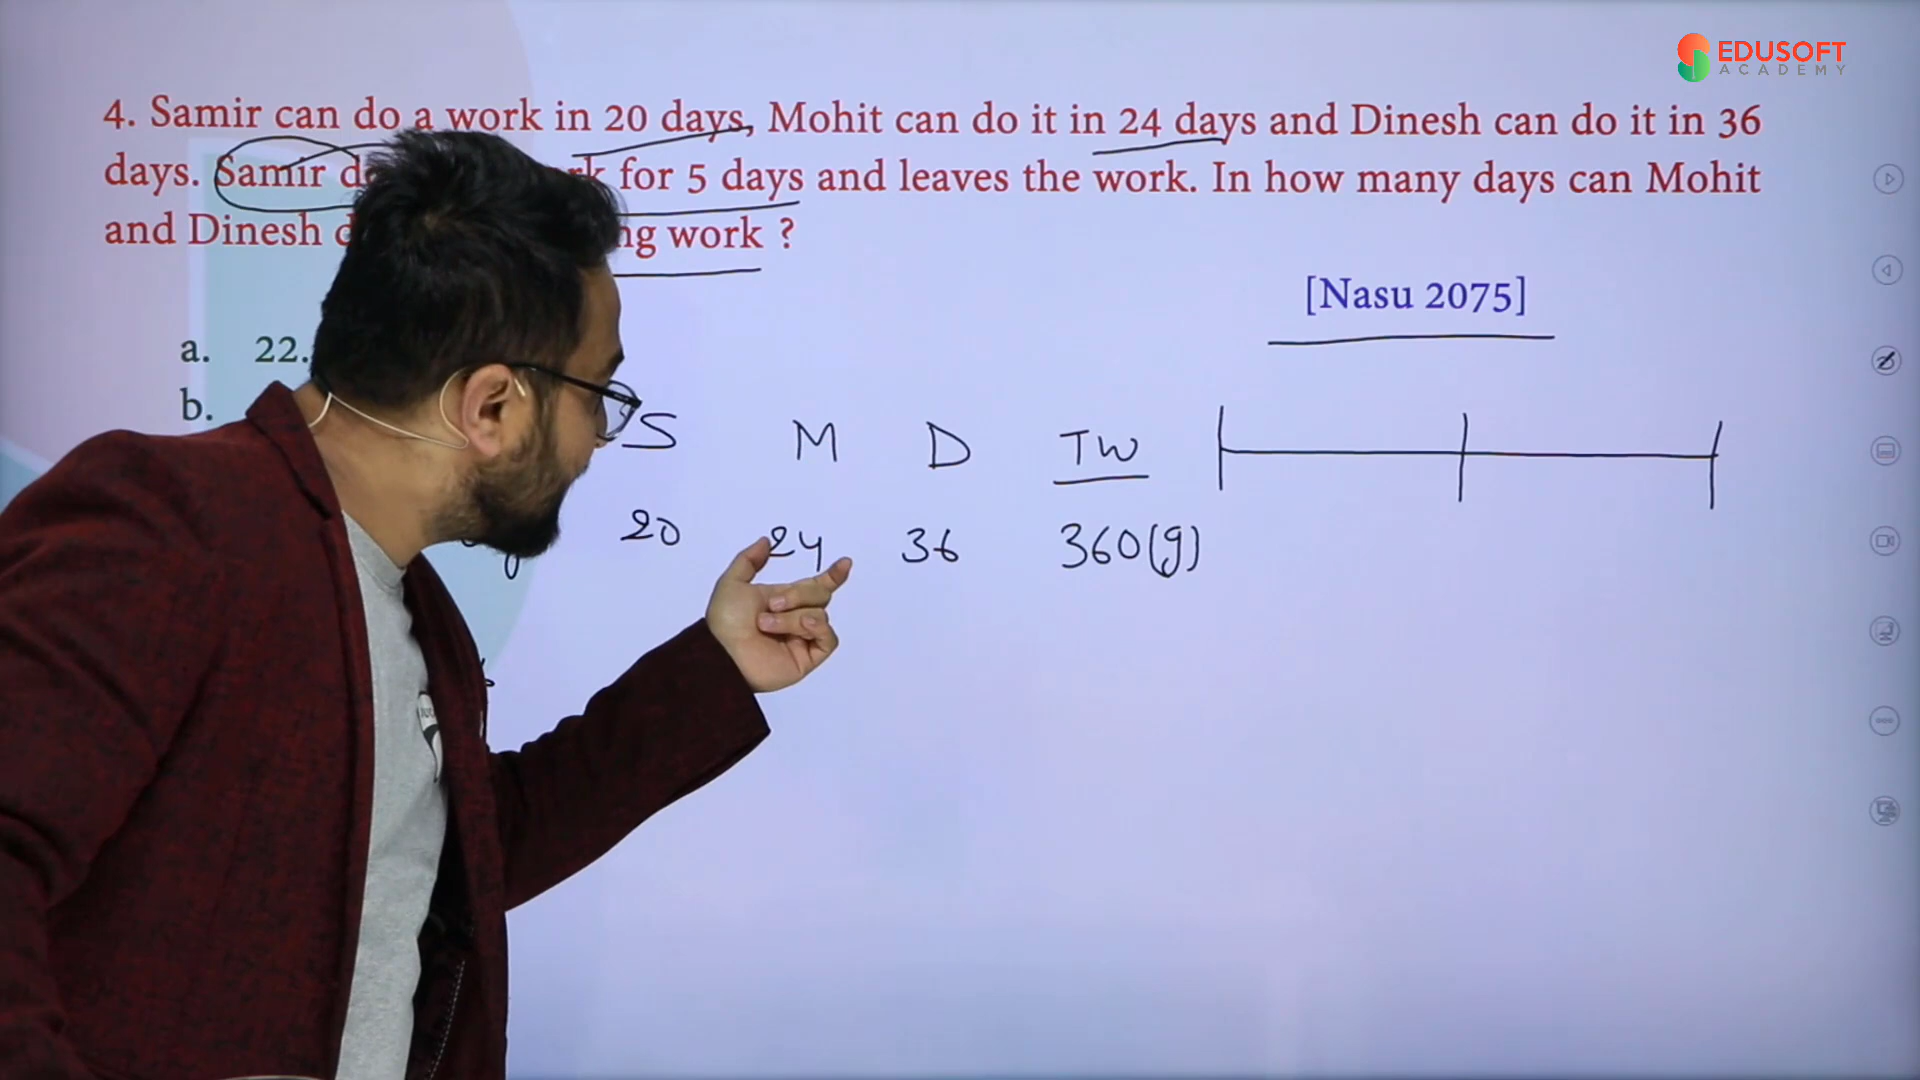 EDUSOFT
ACADEMY
4. Samir can do a work in 20 days, Mohit can do it in 24 days and Dinesh can do it in 36
days. Samir for 5 days and leaves the work. In how many days can Mohit
and Dinesh work ?
[Nasu 2075]
a. 22.
b.
S M D TW
20 24 36 360(g)